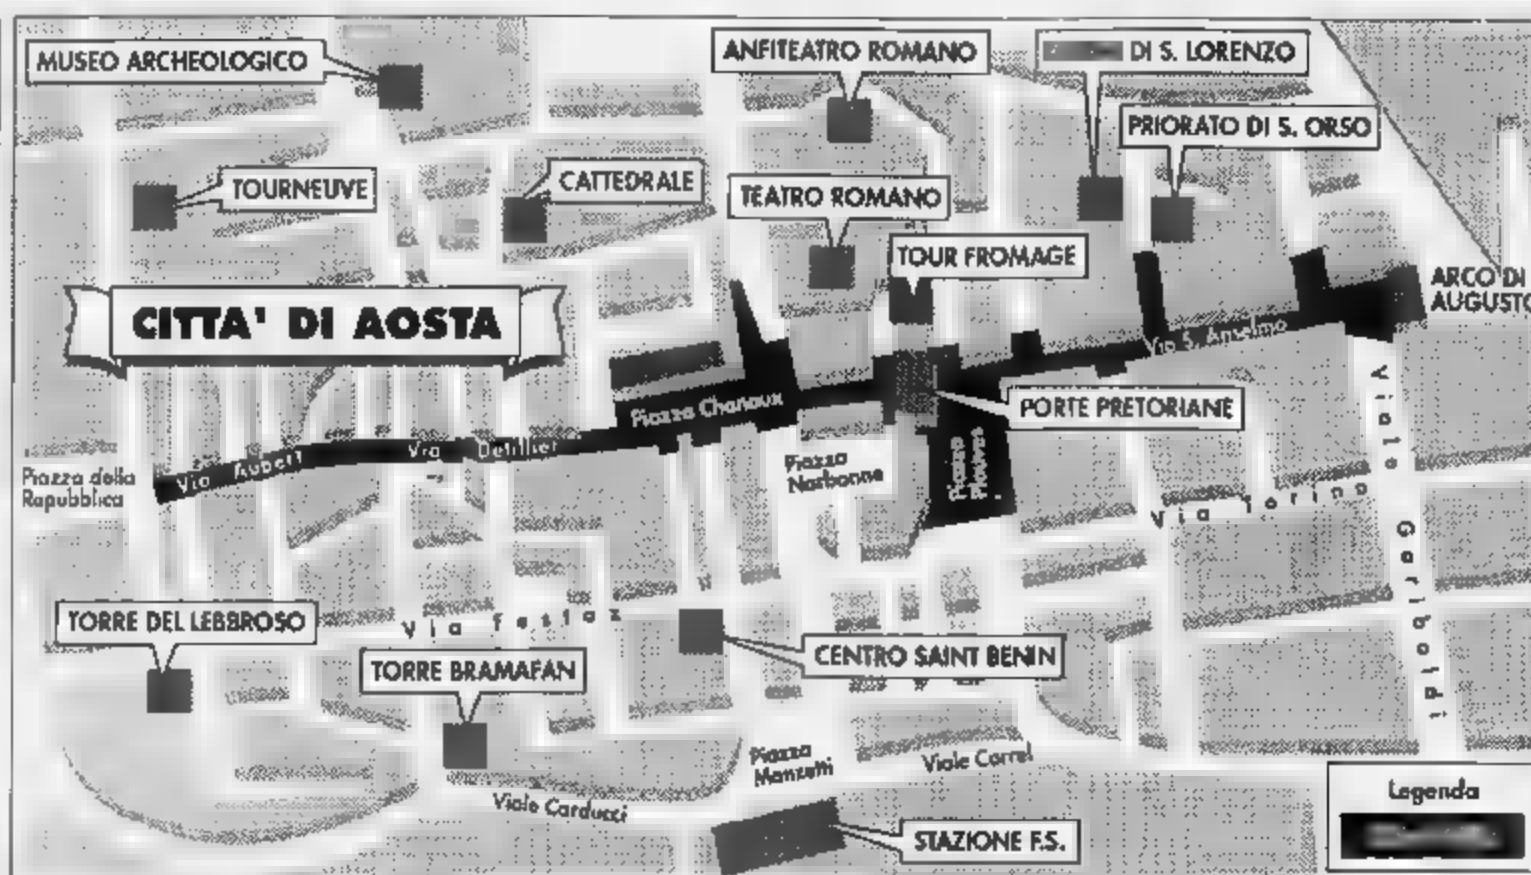 MUSEO ARCHEOLOGICO
ANFITEATRO ROMANO
DI S. LORENZO
PRIORATO DI S. ORSO
TOURNEUVE
CATTEDRALE
TEATRO ROMANO
TOUR FROMAGE
ARCO DI
AUGUSTO
CITTA' DI AOSTA
Via S. Anselmo
Piazza Chanoux
PORTE PRETORIANE
Via Aubert
Via Defillier
Piazza della
Repubblica
Piazza
Narbonne
Piazza
Plouves
Via Torino
Viale Garibaldi
TORRE DEL LEBBROSO
Via Festaz
TORRE BRAMAFAN
CENTRO SAINT BENIN
Piazza
Manzetti
Viale Carrel
Viale Carducci
STAZIONE F.S.
Legenda